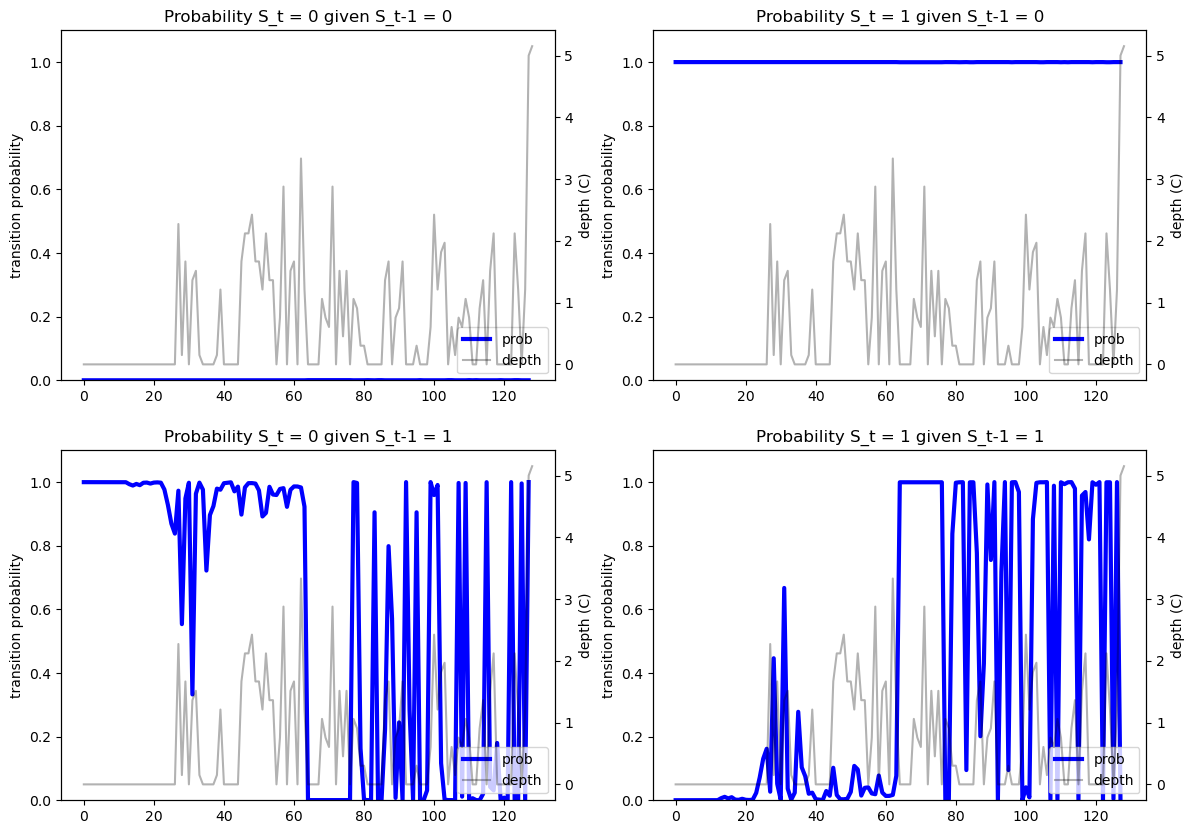 Probability S_t = 0 given S_t-1 = 0
transition probability
1.0
0.8
0.6
0.4
0.2
0.0
0 20 40 60 80 100 120
5
4
3
2
1
0
depth (C)
prob
depth
Probability S_t = 1 given S_t-1 = 0
transition probability
1.0
0.8
0.6
0.4
0.2
0.0
0 20 40 60 80 100 120
5
4
3
2
1
0
depth (C)
prob
depth
Probability S_t = 0 given S_t-1 = 1
transition probability
1.0
0.8
0.6
0.4
0.2
0.0
0 20 40 60 80 100 120
5
4
3
2
1
0
depth (C)
prob
depth
Probability S_t = 1 given S_t-1 = 1
transition probability
1.0
0.8
0.6
0.4
0.2
0.0
0 20 40 60 80 100 120
5
4
3
2
1
0
depth (C)
prob
depth